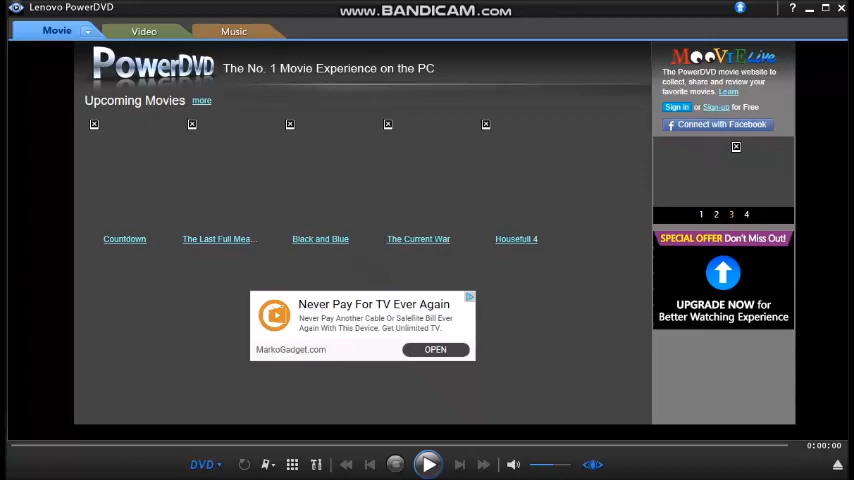 Lenovo PowerDVD
www.BANDICAM.com
?
Movie
Video
Music
PowerDVD
The No. 1 Movie Experience on the PC
Upcoming Movies more
Countdown
The Last Full Mea...
Black and Blue
The Current War
Housefull 4
MOOVIE Live
The PowerDVD movie website to
collect, share and review your
favorite movies. Learn
Sign in or Sign-up for Free
f Connect with Facebook
1 2 3 4
SPECIAL OFFER Don't Miss Out!
UPGRADE NOW for
Better Watching Experience
Never Pay For TV Ever Again
Never Pay Another Cable Or Satellite Bill Ever
Again With This Device. Get Unlimited TV.
MarkoGadget.com
OPEN
0:00:00
DVD